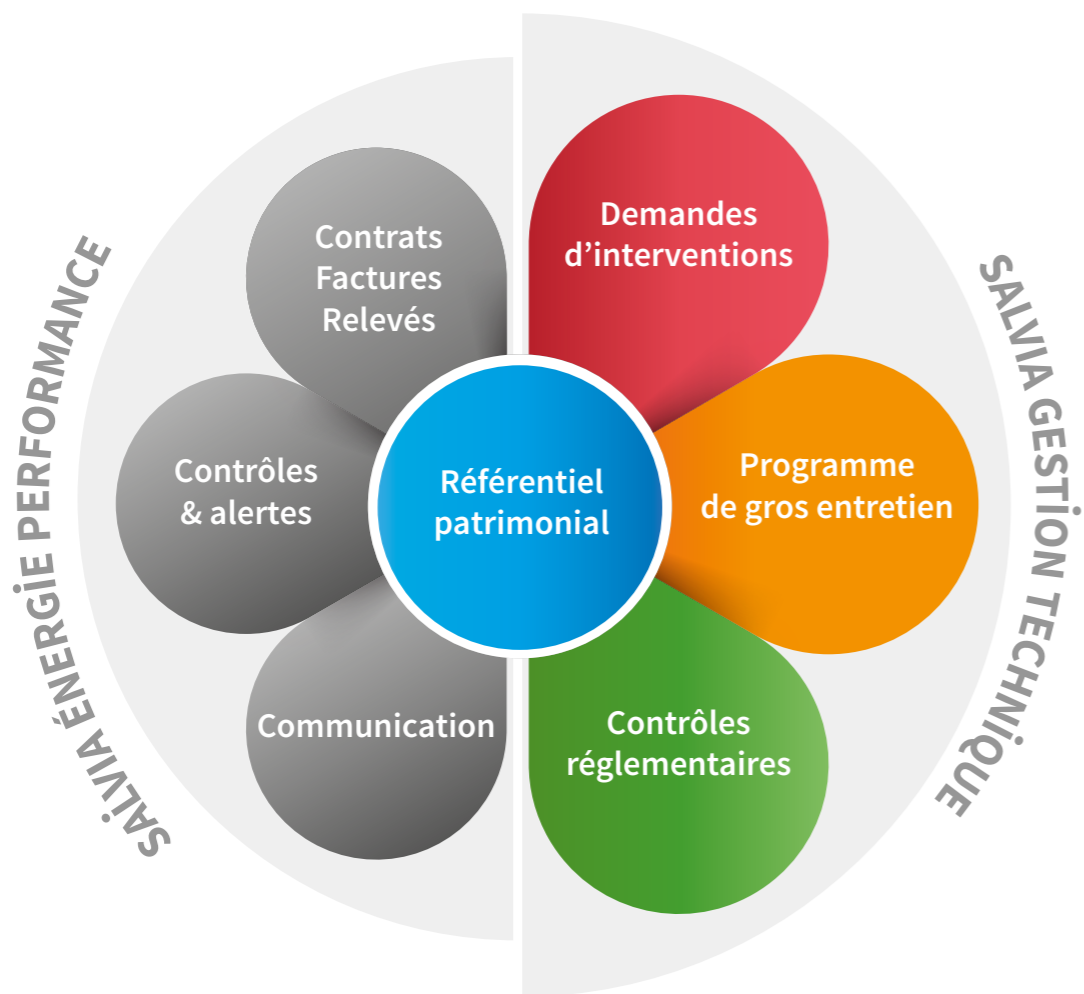 SALVIA ÉNERGIE PERFORMANCE
Contrats
Factures
Relevés
Contrôles
& alertes
Communication
Référentiel
patrimonial
Demandes
d’interventions
Programme
de gros entretien
Contrôles
réglementaires
SALVIA GESTION TECHNIQUE